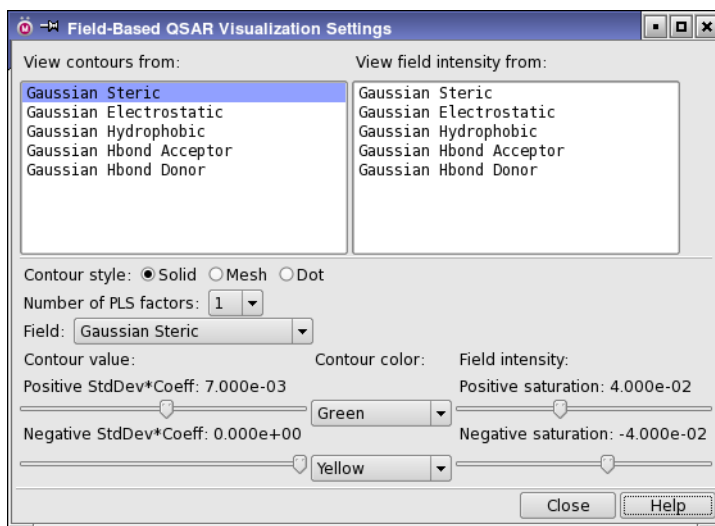 Field-Based QSAR Visualization Settings
View contours from:
View field intensity from:
Gaussian Steric
Gaussian Electrostatic
Gaussian Hydrophobic
Gaussian Hbond Acceptor
Gaussian Hbond Donor
Gaussian Steric
Gaussian Electrostatic
Gaussian Hydrophobic
Gaussian Hbond Acceptor
Gaussian Hbond Donor
Contour style: Solid Mesh Dot
Number of PLS factors: 1
Field: Gaussian Steric
Contour value: Contour color: Field intensity:
Positive StdDev*Coeff: 7.000e-03 Positive saturation: 4.000e-02
Green
Negative StdDev*Coeff: 0.000e+00 Negative saturation: -4.000e-02
Yellow
Close Help